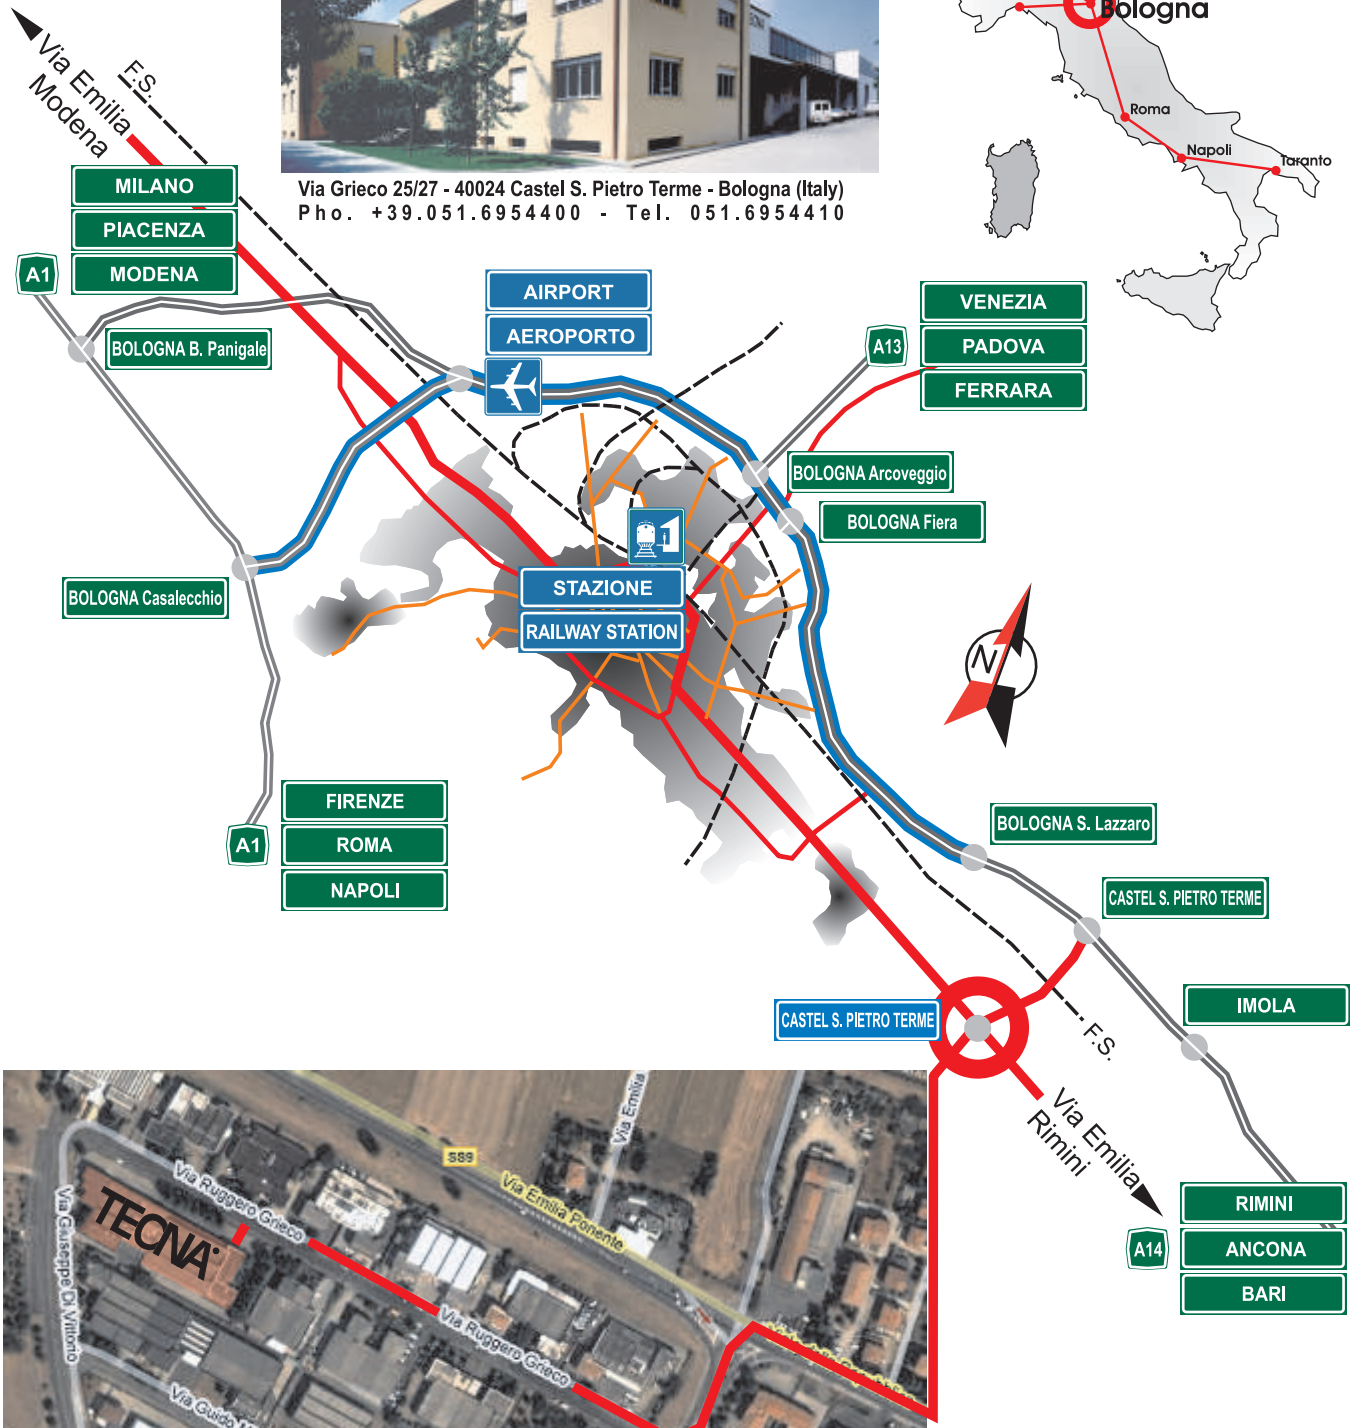 Bologna
Roma
Napoli
Taranto
Via Emilia
Modena
F.S.
Via Grieco 25/27 - 40024 Castel S. Pietro Terme - Bologna (Italy)
Pho. +39.051.6954400 - Tel. 051.6954410
MILANO
PIACENZA
MODENA
A1
BOLOGNA B. Panigale
AIRPORT
AEROPORTO
A13
VENEZIA
PADOVA
FERRARA
BOLOGNA Arcoveggio
BOLOGNA Fiera
BOLOGNA Casalecchio
STAZIONE
RAILWAY STATION
N
FIRENZE
ROMA
NAPOLI
A1
BOLOGNA S. Lazzaro
CASTEL S. PIETRO TERME
IMOLA
CASTEL S. PIETRO TERME
F.S.
Via Emilia
Rimini
RIMINI
ANCONA
BARI
A14
Via Emilia
SS9
Via Emilia Ponente
Via Ruggero Grieco
TECNA
Via Giuseppe Di Vittorio
Via Ruggero Grieco
Via Guido